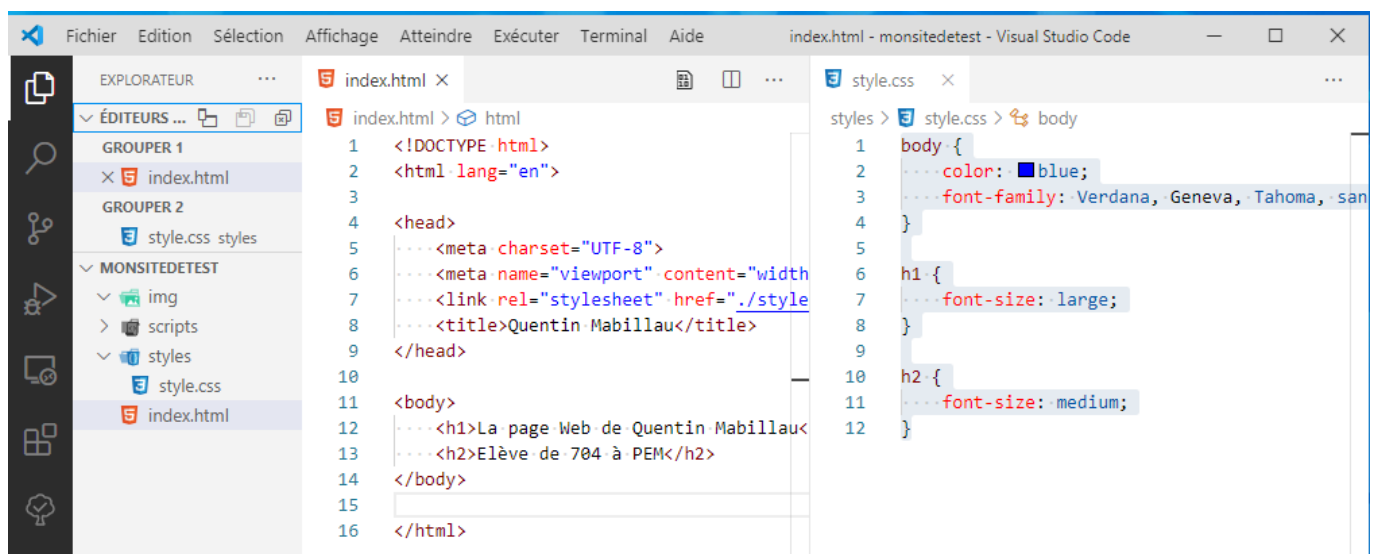 Fichier Edition Sélection Affichage Atteindre Exécuter Terminal Aide index.html - monsitedetest - Visual Studio Code
EXPLORATEUR
ÉDITEURS ...
GROUPER 1
index.html
GROUPER 2
style.css styles
MONSITEDETEST
img
scripts
styles
style.css
index.html
index.html
index.html > html
1 <!DOCTYPE html>
2 <html lang="en">
3
4 <head>
5 <meta charset="UTF-8">
6 <meta name="viewport" content="width
7 <link rel="stylesheet" href="./style
8 <title>Quentin Mabillau</title>
9 </head>
10
11 <body>
12 <h1>La page Web de Quentin Mabillau<
13 <h2>Elève de 704 à PEM</h2>
14 </body>
15
16 </html>
style.css
styles > style.css > body
1 body {
2 color: blue;
3 font-family: Verdana, Geneva, Tahoma, san
4 }
5
6 h1 {
7 font-size: large;
8 }
9
10 h2 {
11 font-size: medium;
12 }